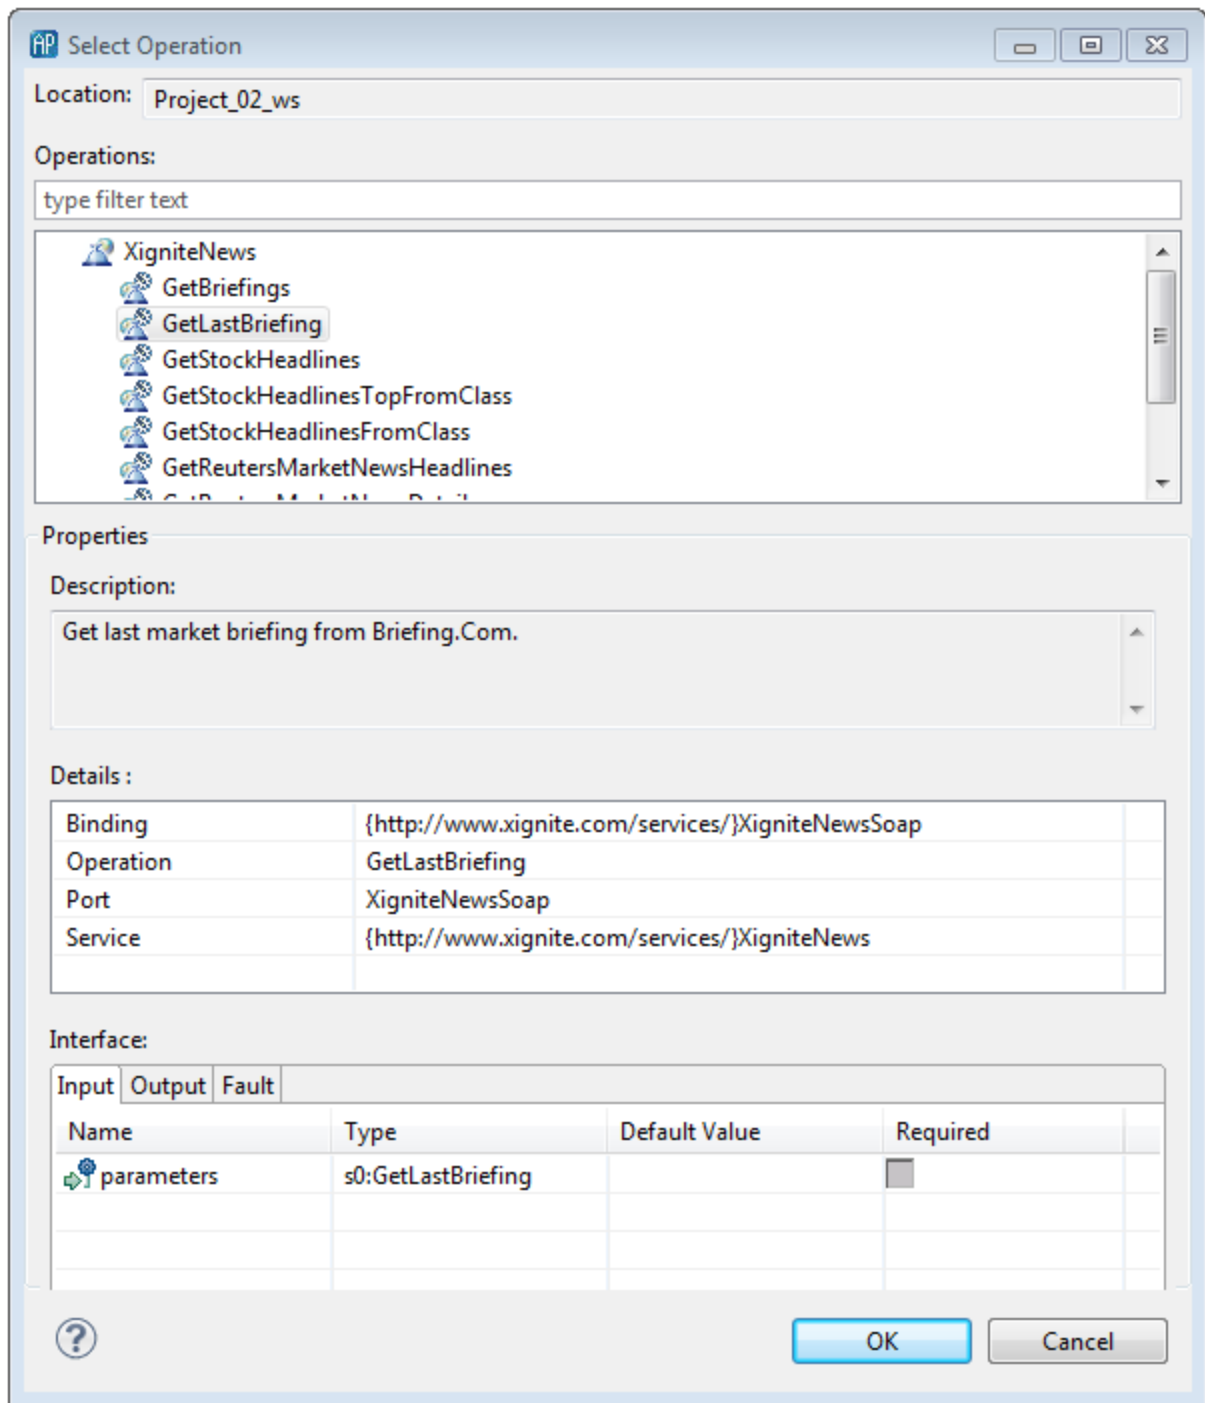 AP Select Operation
Location: Project_02_ws
Operations:
type filter text
XigniteNews
GetBriefings
GetLastBriefing
GetStockHeadlines
GetStockHeadlinesTopFromClass
GetStockHeadlinesFromClass
GetReutersMarketNewsHeadlines
Properties
Description:
Get last market briefing from Briefing.Com.
Details :
Binding {http://www.xignite.com/services/}XigniteNewsSoap
Operation GetLastBriefing
Port XigniteNewsSoap
Service {http://www.xignite.com/services/}XigniteNews
Interface:
Input Output Fault
Name Type Default Value Required
parameters s0:GetLastBriefing
? OK Cancel